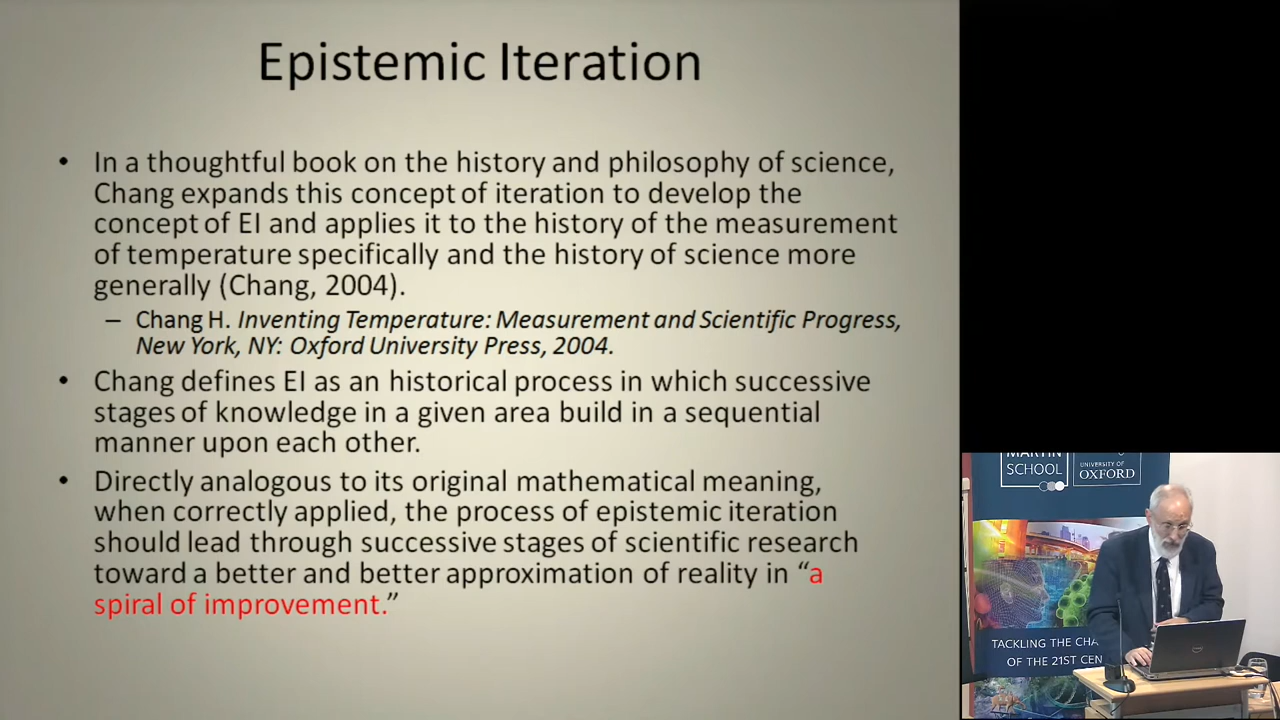 Epistemic Iteration
• In a thoughtful book on the history and philosophy of science,
Chang expands this concept of iteration to develop the
concept of EI and applies it to the history of the measurement
of temperature specifically and the history of science more
generally (Chang, 2004).
– Chang H. Inventing Temperature: Measurement and Scientific Progress,
New York, NY: Oxford University Press, 2004.
• Chang defines EI as an historical process in which successive
stages of knowledge in a given area build in a sequential
manner upon each other.
• Directly analogous to its original mathematical meaning,
when correctly applied, the process of epistemic iteration
should lead through successive stages of scientific research
toward a better and better approximation of reality in “a
spiral of improvement.”
MARTIN
SCHOOL
UNIVERSITY OF
OXFORD
TACKLING THE CHA
OF THE 21ST CEN